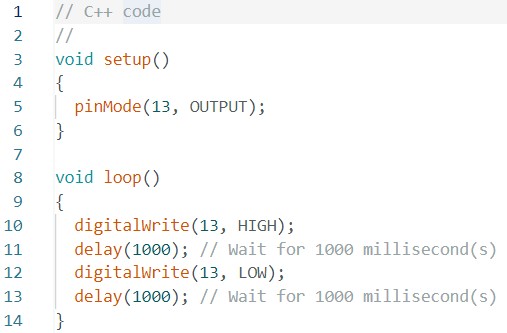 1 // C++ code
2 //
3 void setup()
4 {
5 pinMode(13, OUTPUT);
6 }
7
8 void loop()
9 {
10 digitalWrite(13, HIGH);
11 delay(1000); // Wait for 1000 millisecond(s)
12 digitalWrite(13, LOW);
13 delay(1000); // Wait for 1000 millisecond(s)
14 }